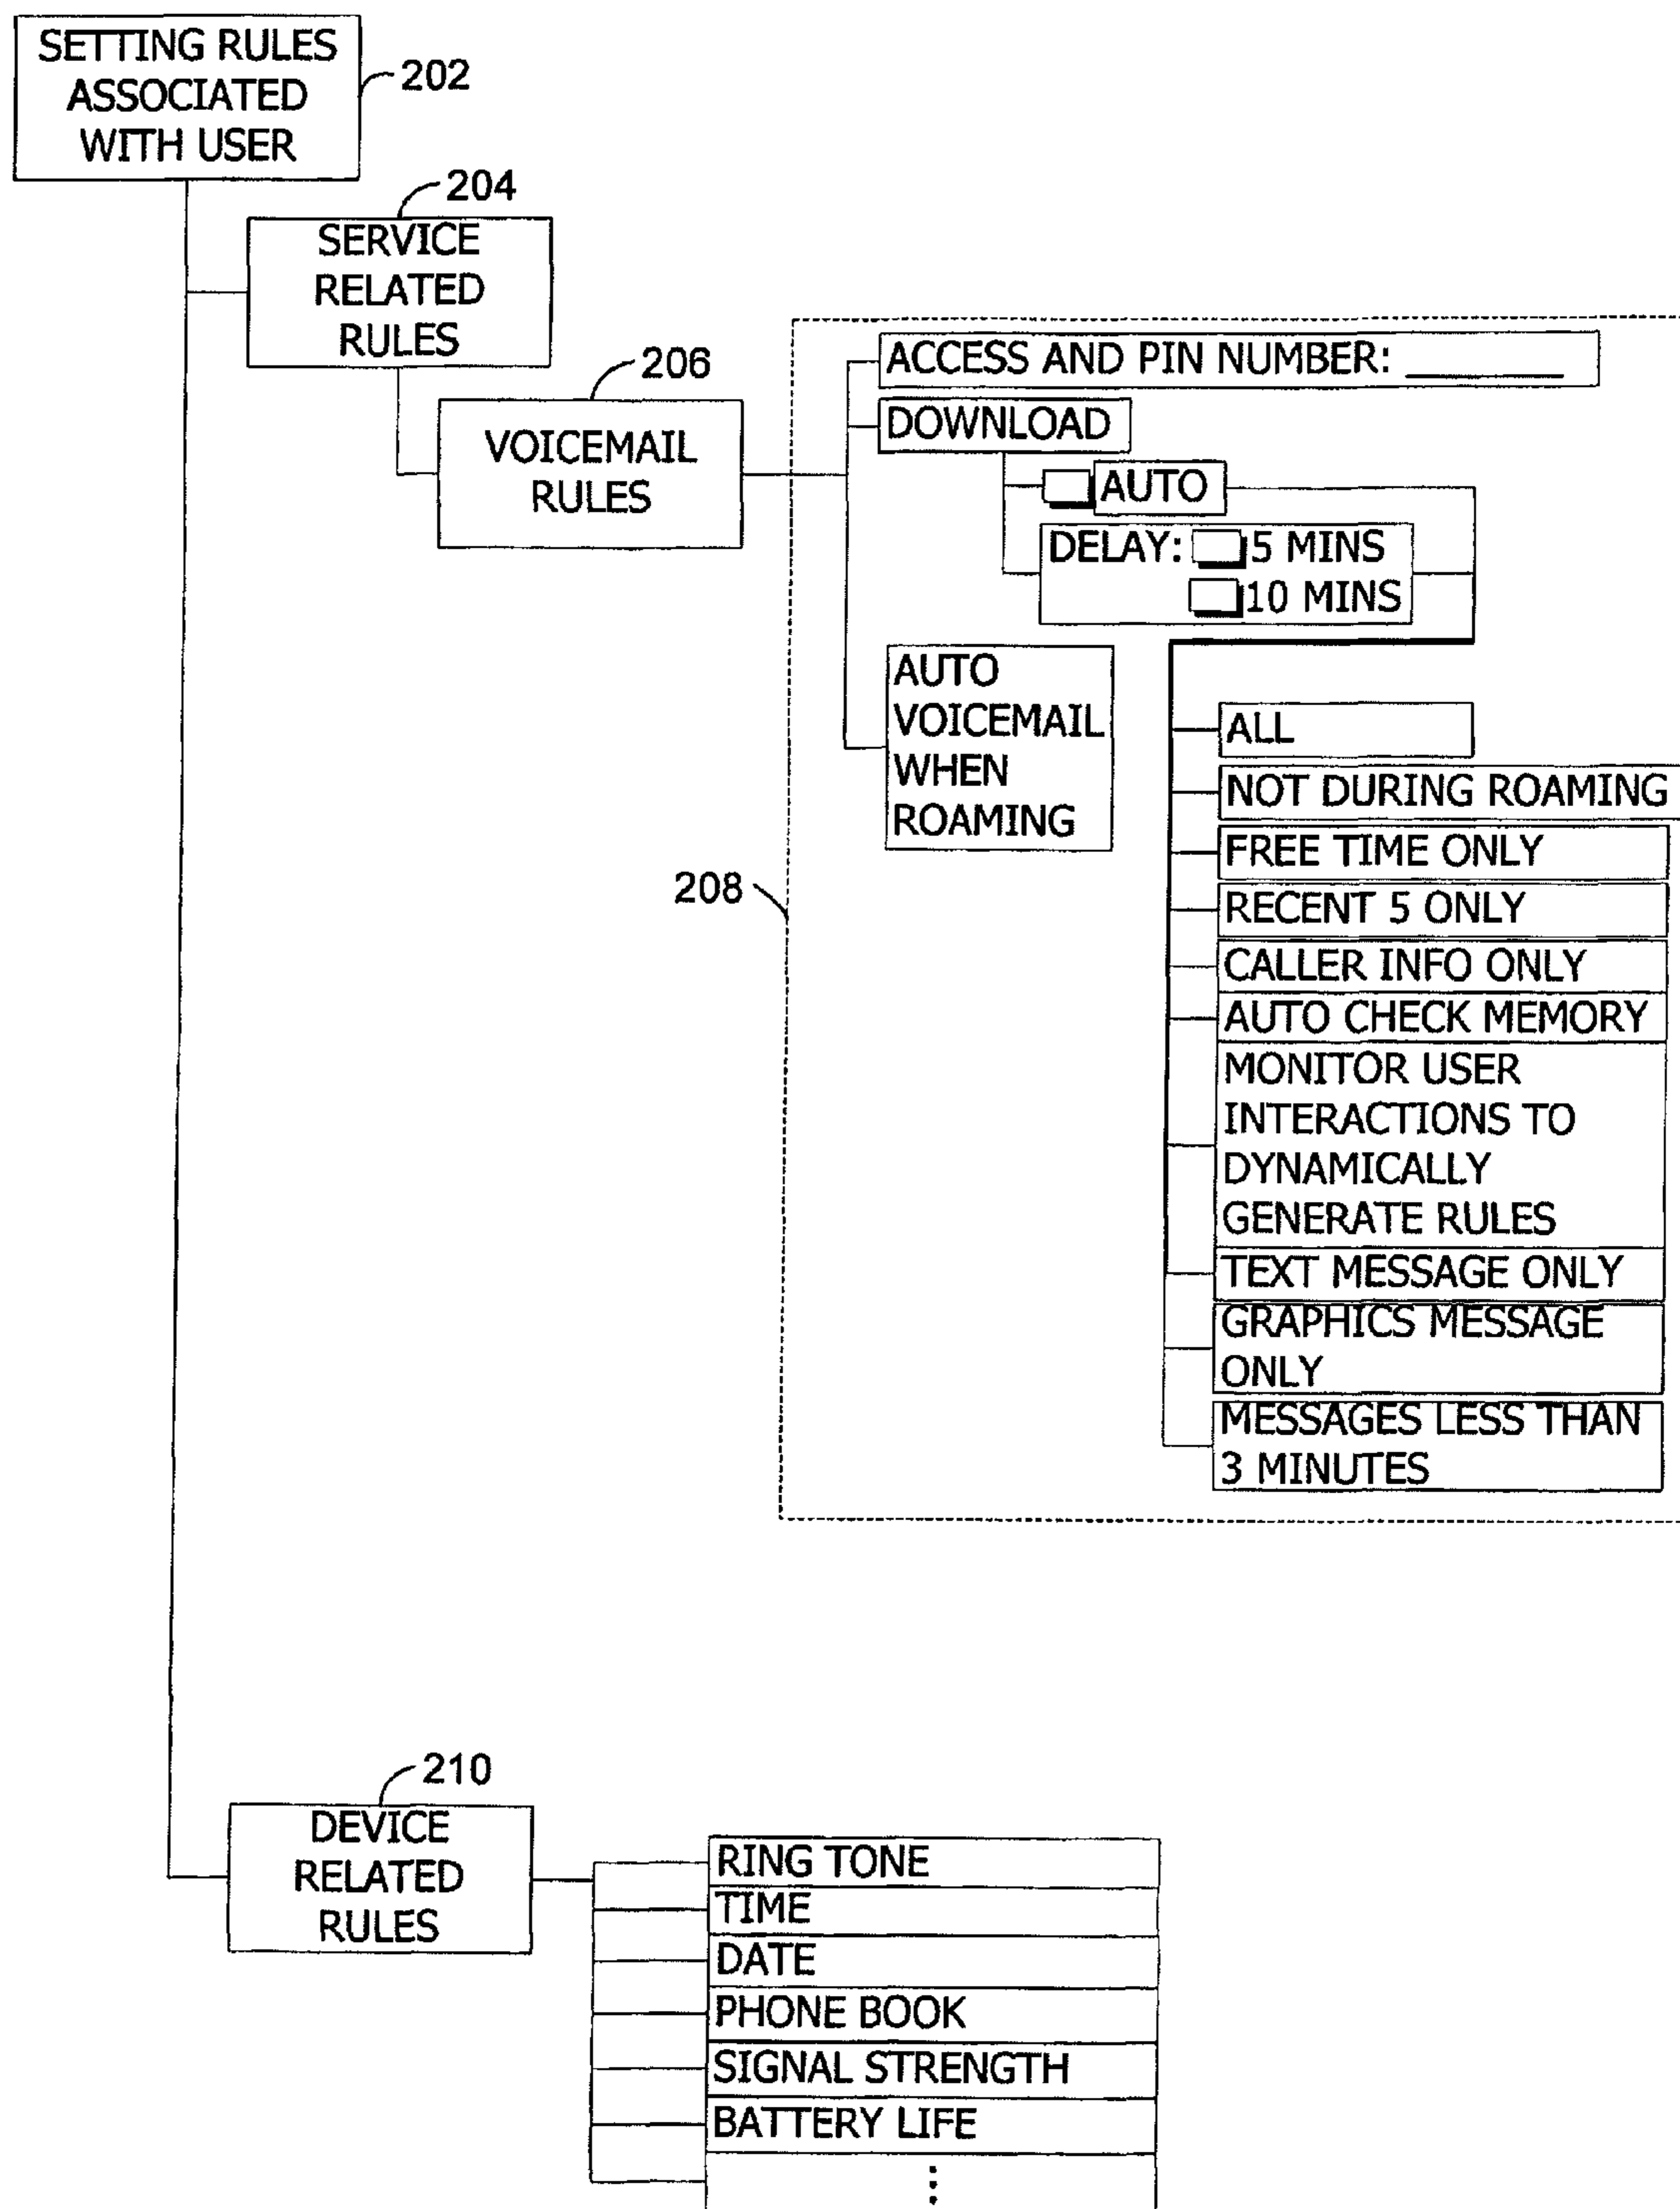 SETTING RULES
ASSOCIATED
WITH USER
202
204
SERVICE
RELATED
RULES
206
VOICEMAIL
RULES
208
ACCESS AND PIN NUMBER:
DOWNLOAD
AUTO
DELAY: 5 MINS
10 MINS
AUTO
VOICEMAIL
WHEN
ROAMING
ALL
NOT DURING ROAMING
FREE TIME ONLY
RECENT 5 ONLY
CALLER INFO ONLY
AUTO CHECK MEMORY
MONITOR USER
INTERACTIONS TO
DYNAMICALLY
GENERATE RULES
TEXT MESSAGE ONLY
GRAPHICS MESSAGE
ONLY
MESSAGES LESS THAN
3 MINUTES
210
DEVICE
RELATED
RULES
RING TONE
TIME
DATE
PHONE BOOK
SIGNAL STRENGTH
BATTERY LIFE
⋮